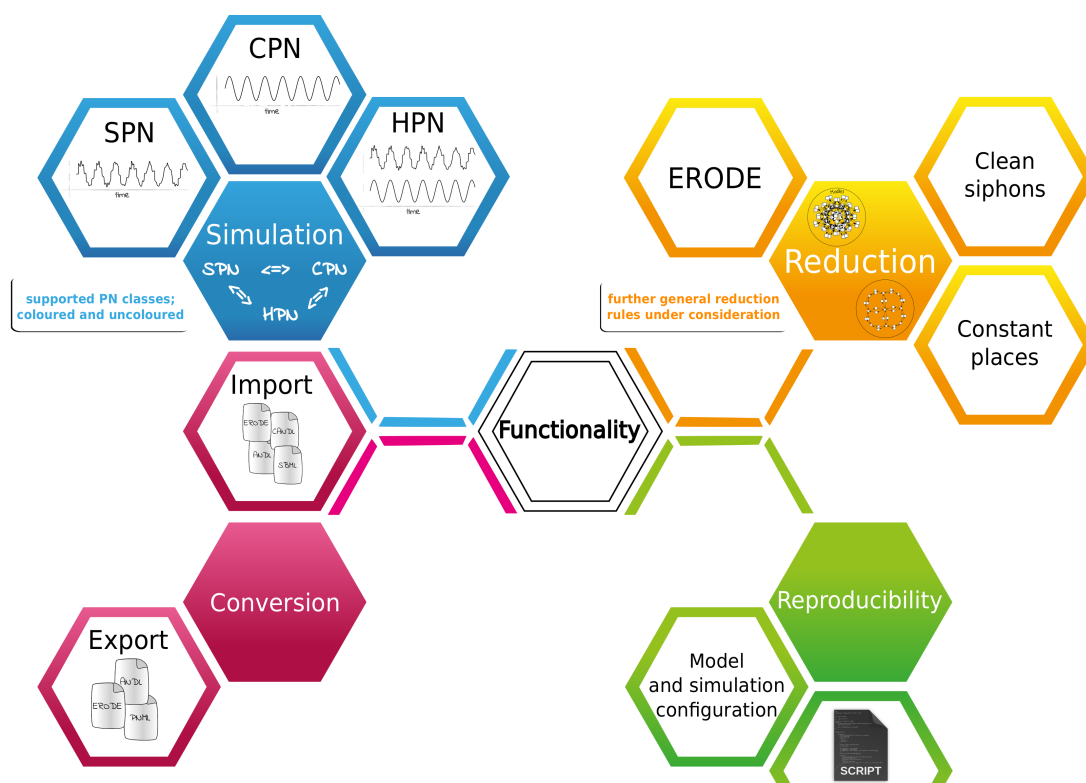 CPN
time
SPN
time
HPN
time
Simulation
SPN <=> CPN
HPN
supported PN classes;
coloured and uncoloured
ERODE
Clean
siphons
Reduction
further general reduction
rules under consideration
Constant
places
Import
ERODE
CANDL
ANDL
SBML
Functionality
Conversion
Export
ANDL
ERODE
PNML
Reproducibility
Model
and simulation
configuration
SCRIPT